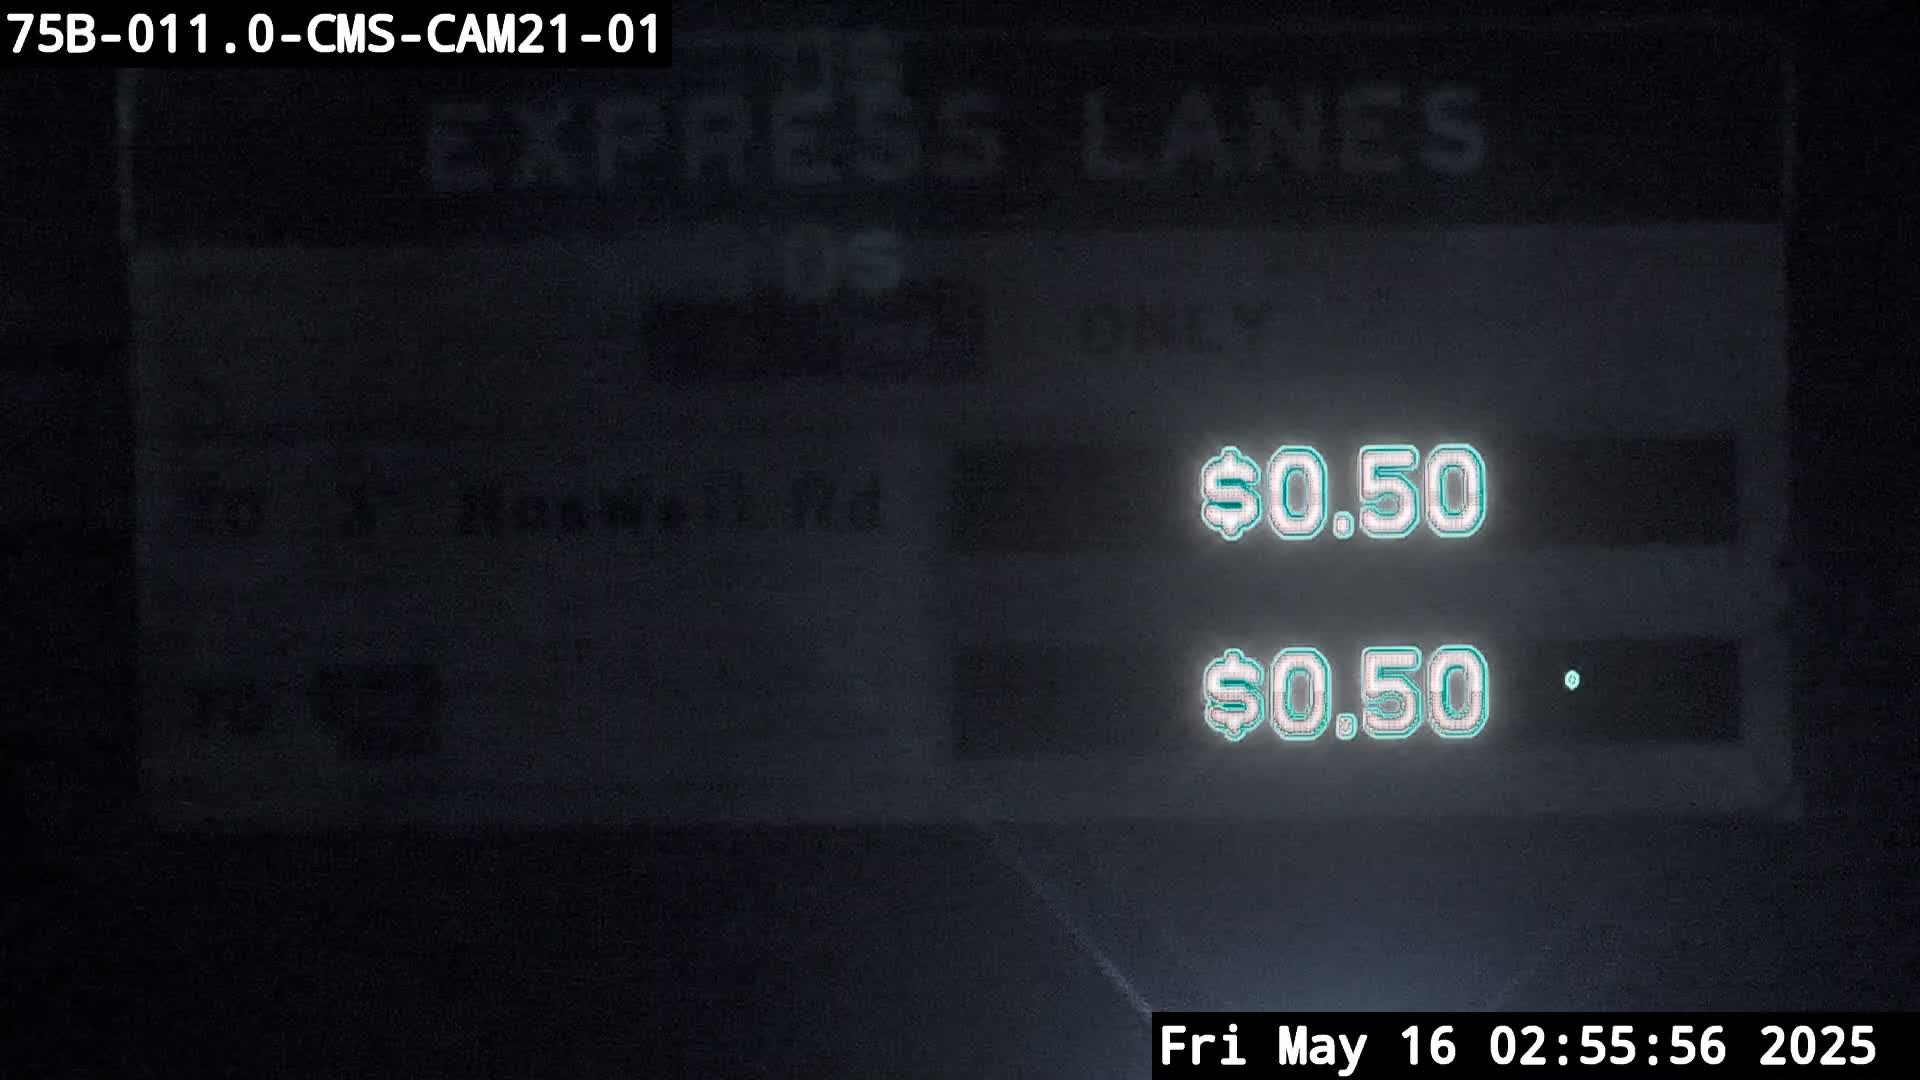 75B-011.0-CMS-CAM21-01
EXPRESS LANES
ONLY
Rd
$0.50
$0.50
Fri May 16 02:55:56 2025